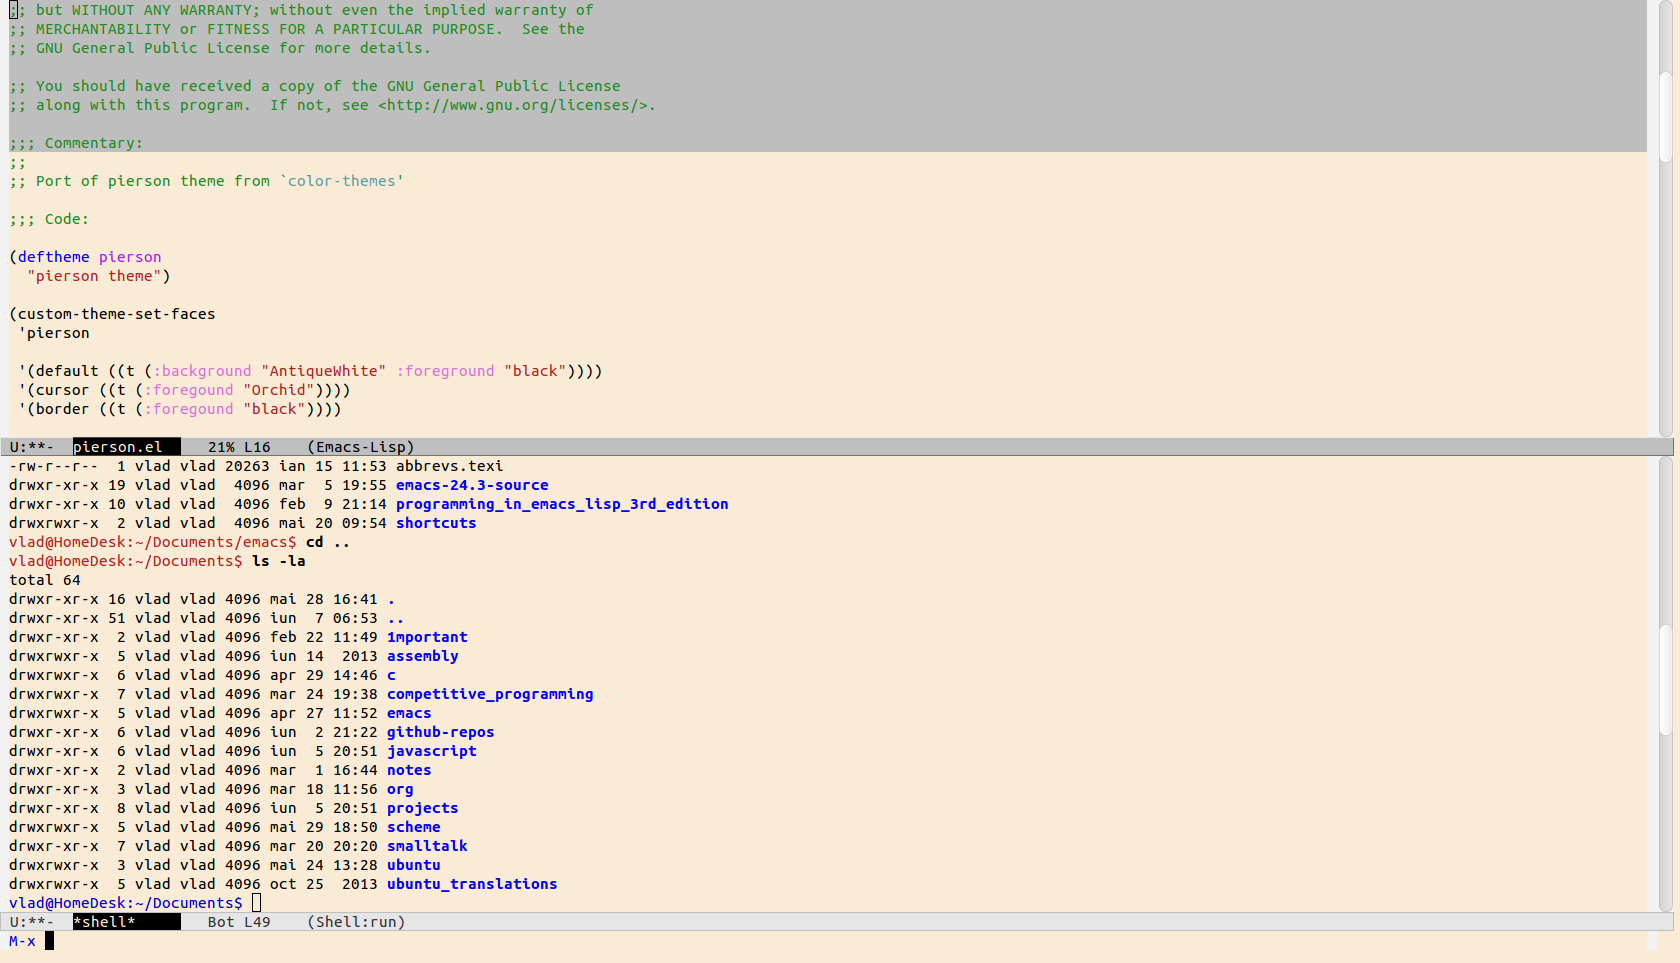 ;; but WITHOUT ANY WARRANTY; without even the implied warranty of
;; MERCHANTABILITY or FITNESS FOR A PARTICULAR PURPOSE.  See the
;; GNU General Public License for more details.
;; You should have received a copy of the GNU General Public License
;; along with this program.  If not, see <http://www.gnu.org/licenses/>.
;;; Commentary:
;;
;; Port of pierson theme from `color-themes'
;;; Code:
(deftheme pierson
  "pierson theme")
(custom-theme-set-faces
 'pierson
 '(default ((t (:background "AntiqueWhite" :foreground "black"))))
 '(cursor ((t (:foregound "Orchid"))))
 '(border ((t (:foregound "black"))))
U:**-  pierson.el     21% L16    (Emacs-Lisp)
-rw-r--r--  1 vlad vlad 20263 ian 15 11:53 abbrevs.texi
drwxr-xr-x 19 vlad vlad  4096 mar  5 19:55 emacs-24.3-source
drwxr-xr-x 10 vlad vlad  4096 feb  9 21:14 programming_in_emacs_lisp_3rd_edition
drwxrwxr-x  2 vlad vlad  4096 mai 20 09:54 shortcuts
vlad@HomeDesk:~/Documents/emacs$ cd ..
vlad@HomeDesk:~/Documents$ ls -la
total 64
drwxr-xr-x 16 vlad vlad 4096 mai 28 16:41 .
drwxr-xr-x 51 vlad vlad 4096 iun  7 06:53 ..
drwxr-xr-x  2 vlad vlad 4096 feb 22 11:49 1mportant
drwxrwxr-x  5 vlad vlad 4096 iun 14  2013 assembly
drwxrwxr-x  6 vlad vlad 4096 apr 29 14:46 c
drwxrwxr-x  7 vlad vlad 4096 mar 24 19:38 competitive_programming
drwxrwxr-x  5 vlad vlad 4096 apr 27 11:52 emacs
drwxrwxr-x  6 vlad vlad 4096 iun  2 21:22 github-repos
drwxr-xr-x  6 vlad vlad 4096 iun  5 20:51 javascript
drwxr-xr-x  2 vlad vlad 4096 mar  1 16:44 notes
drwxr-xr-x  3 vlad vlad 4096 mar 18 11:56 org
drwxr-xr-x  8 vlad vlad 4096 iun  5 20:51 projects
drwxrwxr-x  5 vlad vlad 4096 mai 29 18:50 scheme
drwxr-xr-x  7 vlad vlad 4096 mar 20 20:20 smalltalk
drwxrwxr-x  3 vlad vlad 4096 mai 24 13:28 ubuntu
drwxrwxr-x  5 vlad vlad 4096 oct 25  2013 ubuntu_translations
vlad@HomeDesk:~/Documents$
U:**-  *shell*        Bot L49    (Shell:run)
M-x